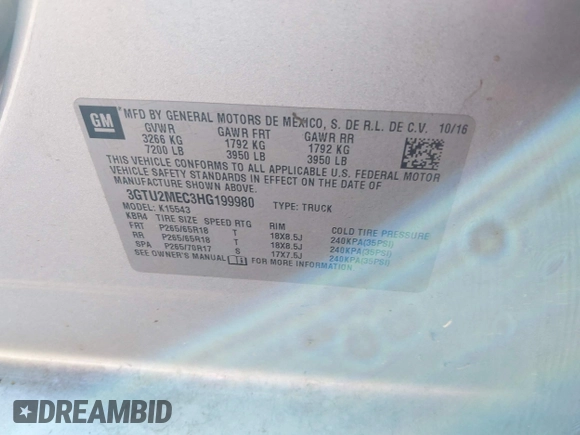 GM
MFD BY GENERAL MOTORS DE MEXICO, S. DE R.L. DE C.V. 10/16
GVWR GAWR FRT GAWR RR
3266 KG 1792 KG 1792 KG
7200 LB 3950 LB 3950 LB
THIS VEHICLE CONFORMS TO ALL APPLICABLE U.S. FEDERAL MOTOR
VEHICLE SAFETY STANDARDS IN EFFECT ON THE DATE OF
MANUFACTURE SHOWN ABOVE.
3GTU2MEC3HG199980 TYPE: TRUCK
MODEL: K15543
KBR4 TIRE SIZE SPEED RTG RIM COLD TIRE PRESSURE
FRT P265/65R18 T 18X8.5J 240KPA(35PSI)
RR P265/65R18 T 18X8.5J 240KPA(35PSI)
SPA P265/70R17 S 17X7.5J 240KPA(35PSI)
SEE OWNER'S MANUAL FOR MORE INFORMATION
DREAMBID